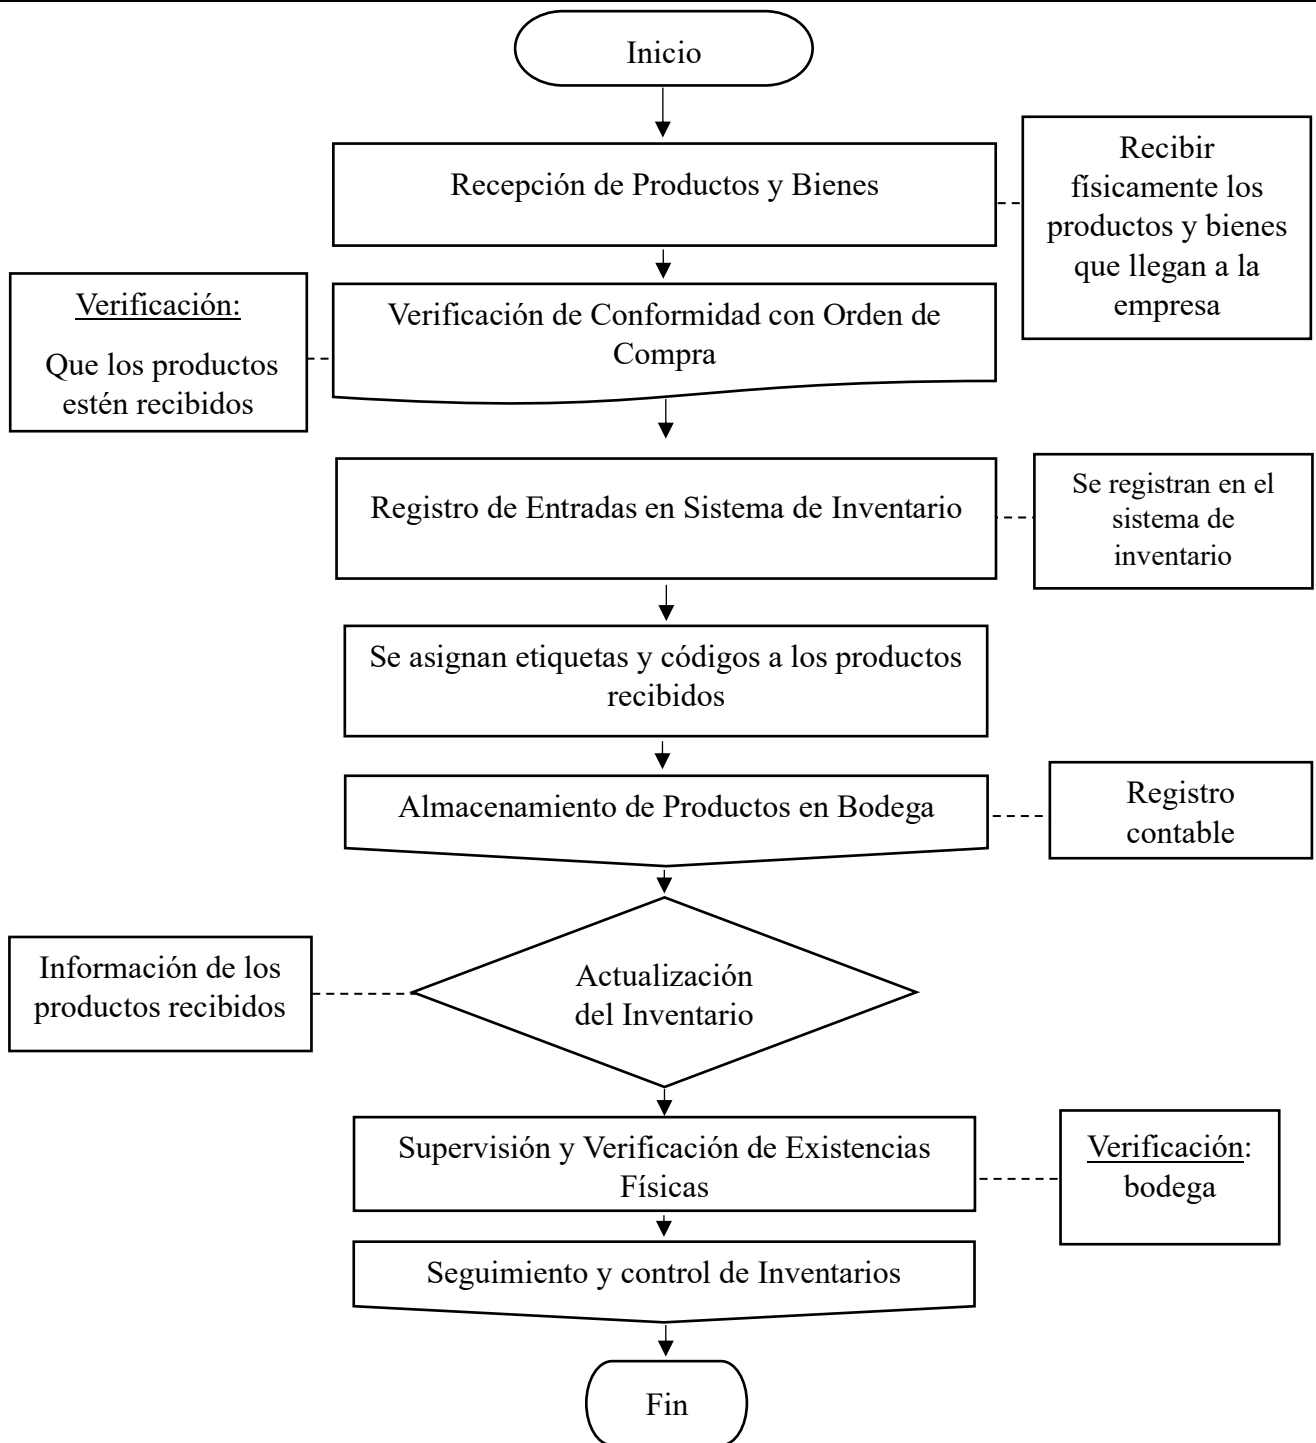 Inicio
Recepción de Productos y Bienes
Recibir
físicamente los
productos y bienes
que llegan a la
empresa
Verificación:
Que los productos
estén recibidos
Verificación de Conformidad con Orden de
Compra
Registro de Entradas en Sistema de Inventario
Se registran en el
sistema de
inventario
Se asignan etiquetas y códigos a los productos
recibidos
Almacenamiento de Productos en Bodega
Registro
contable
Información de los
productos recibidos
Actualización
del Inventario
Supervisión y Verificación de Existencias
Físicas
Verificación:
bodega
Seguimiento y control de Inventarios
Fin